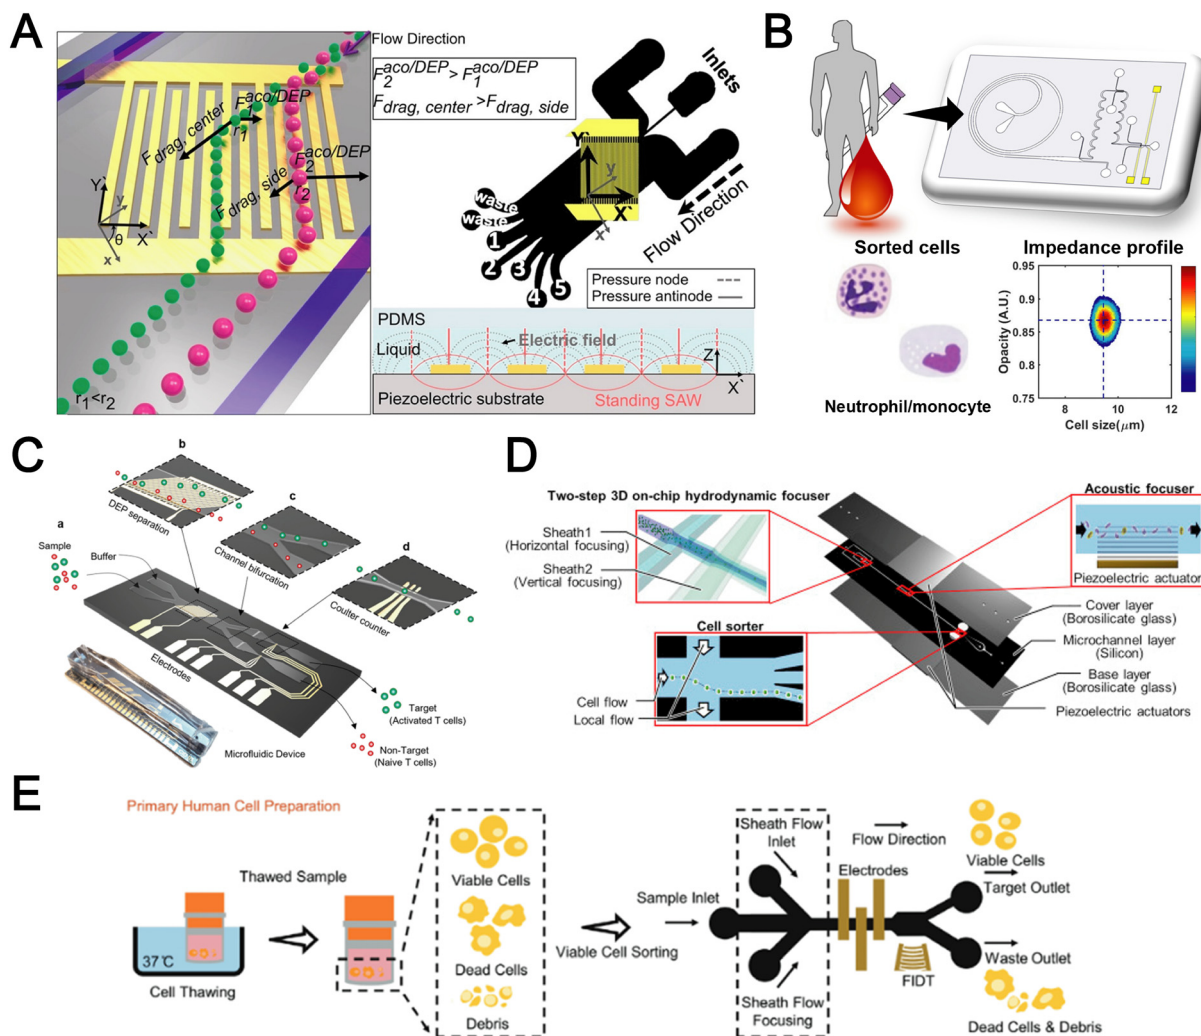 A
Flow Direction
F2^aco/DEP > F1^aco/DEP
Fdrag, center >Fdrag, side
F1^aco/DEP
Fdrag, center
r1
F2^aco/DEP
Fdrag, side
r2
Y`
y
X`
θ
x
r1<r2
Inlets
Y`
y
X`
x
Flow Direction
waste
waste
1
2
3
4
5
Pressure node
Pressure antinode
PDMS
Liquid
Electric field
Z
X`
Piezoelectric substrate
Standing SAW
B
Sorted cells
Impedance profile
Neutrophil/monocyte
Opacity (A.U.)
0.95
0.9
0.85
0.8
0.75
8
10
12
Cell size(μm)
C
a
Sample
Buffer
b
DEP separation
c
Channel bifurcation
d
Coulter counter
Electrodes
Target
(Activated T cells)
Non-Target
(Naive T cells)
Microfluidic Device
D
Two-step 3D on-chip hydrodynamic focuser
Sheath1
(Horizontal focusing)
Sheath2
(Vertical focusing)
Acoustic focuser
Piezoelectric actuator
Cover layer
(Borosilicate glass)
Microchannel layer
(Silicon)
Base layer
(Borosilicate glass)
Piezoelectric actuators
Cell sorter
Cell flow
Local flow
E
Primary Human Cell Preparation
37℃
Cell Thawing
Thawed Sample
Viable Cells
Dead Cells
Debris
Viable Cell Sorting
Sample Inlet
Sheath Flow
Inlet
Sheath Flow
Focusing
Flow Direction
Electrodes
FIDT
Viable Cells
Target Outlet
Waste Outlet
Dead Cells & Debris